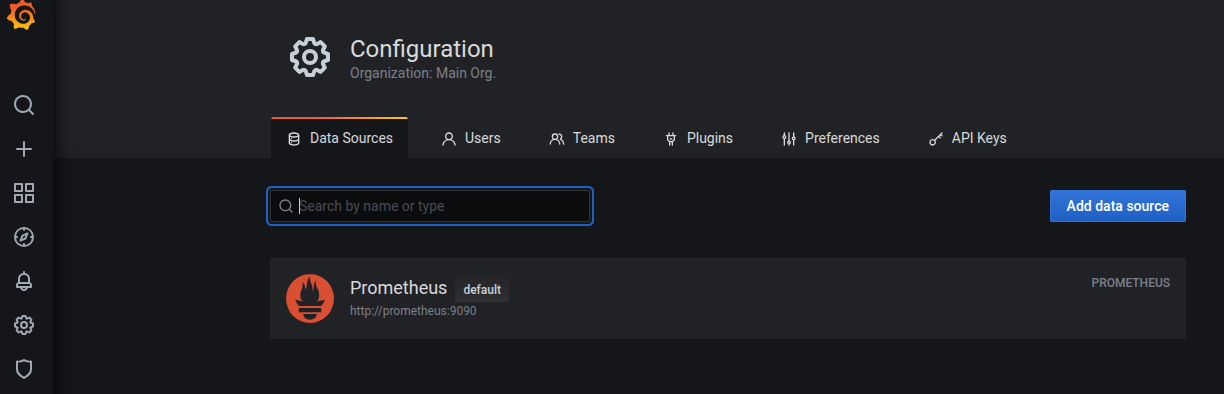 Configuration
Organization: Main Org.
Data Sources Users Teams Plugins Preferences API Keys
Search by name or type
Add data source
Prometheus default PROMETHEUS
http://prometheus:9090